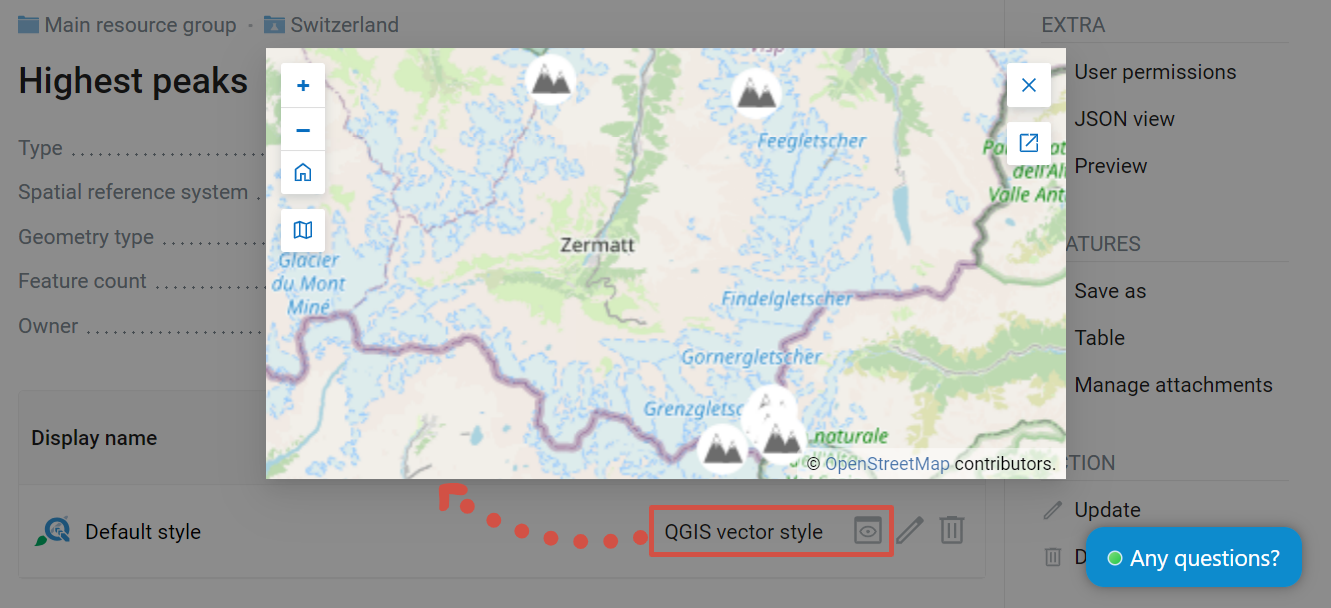 Main resource group · Switzerland
Highest peaks
Type
Spatial reference system
Geometry type
Feature count
Owner
Display name
Default style
QGIS vector style
+
−
Visp
Feegletscher
Zermatt
Glacier
du Mont
Miné
Findelgletscher
Gornergletscher
Grenzgletsc
naturale
dell'Al
Valle Ant
© OpenStreetMap contributors.
EXTRA
User permissions
JSON view
Preview
ATURES
Save as
Table
Manage attachments
TION
Update
D
Any questions?